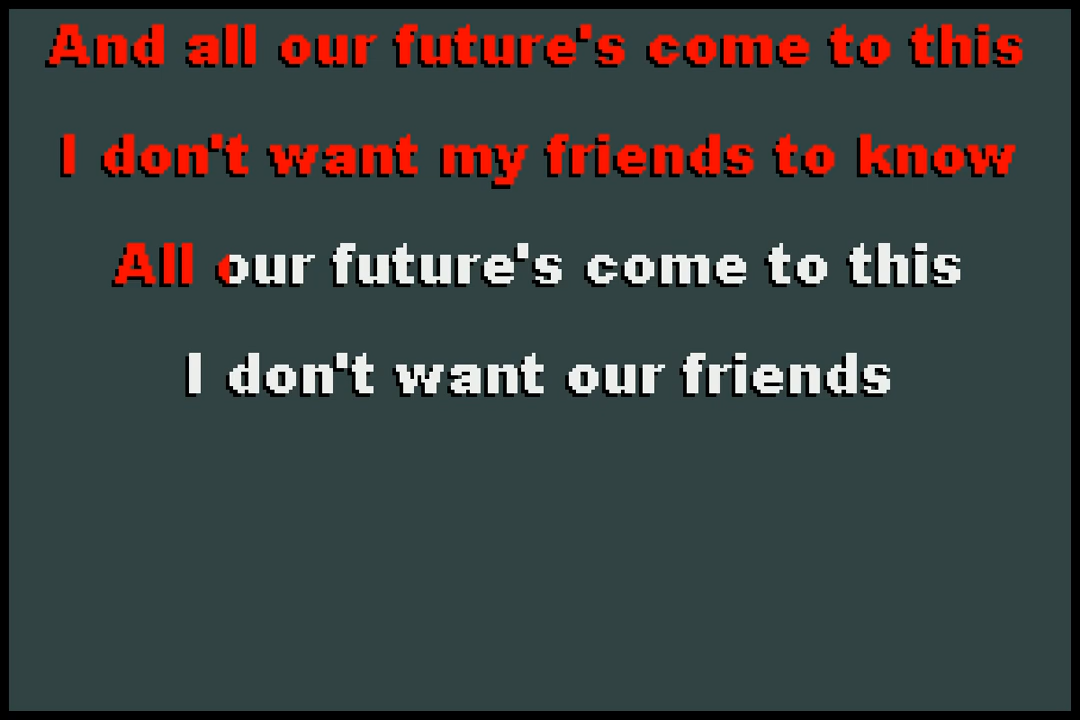 And all our future's come to this
I don't want my friends to know
All our future's come to this
I don't want our friends